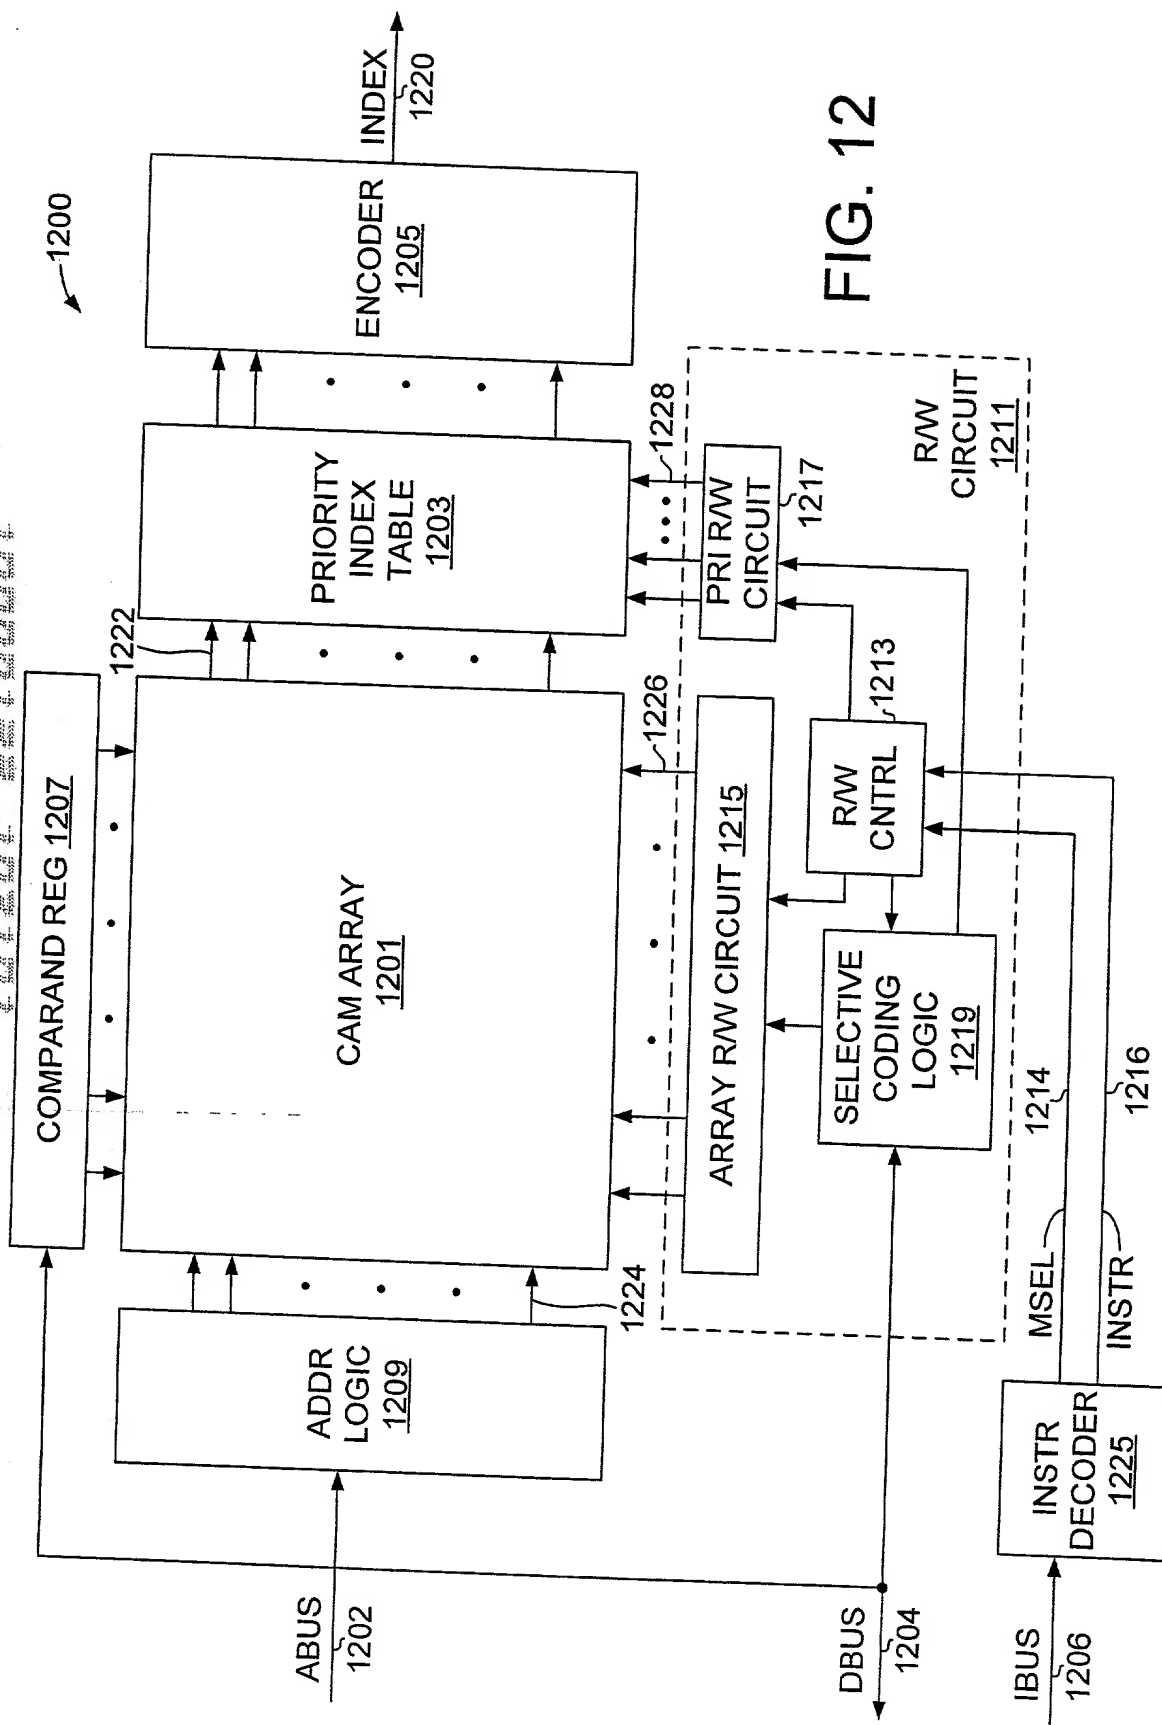 1200
COMPARAND REG 1207
ADDR
LOGIC
1209
CAM ARRAY
1201
PRIORITY
INDEX
TABLE
1203
ENCODER
1205
INDEX
1220
1222
1224
1226
1228
ABUS
1202
ARRAY R/W CIRCUIT 1215
PRI R/W
CIRCUIT
1217
R/W
CNTRL
1213
SELECTIVE
CODING
LOGIC
1219
R/W
CIRCUIT
1211
DBUS
1204
MSEL
1214
INSTR
1216
INSTR
DECODER
1225
IBUS
1206
FIG. 12